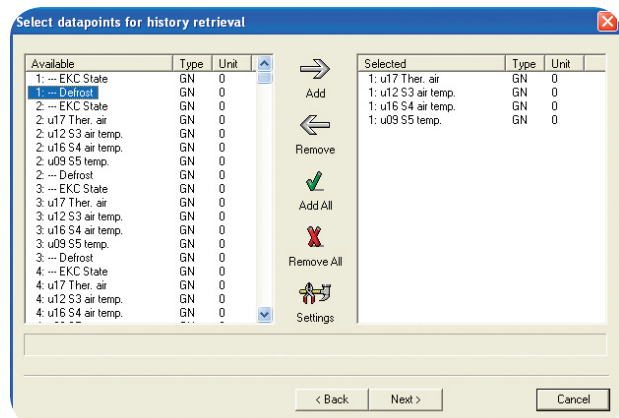 Select datapoints for history retrieval
Available Type Unit
1: --- EKC State GN 0
1: --- Defrost GN 0
2: --- EKC State GN 0
2: u17 Ther. air GN 0
2: u12 S3 air temp. GN 0
2: u16 S4 air temp. GN 0
2: u09 S5 temp. GN 0
2: --- Defrost GN 0
3: --- EKC State GN 0
3: u17 Ther. air GN 0
3: u12 S3 air temp. GN 0
3: u16 S4 air temp. GN 0
3: u09 S5 temp. GN 0
3: --- Defrost GN 0
4: --- EKC State GN 0
4: u17 Ther. air GN 0
4: u12 S3 air temp. GN 0
4: u16 S4 air temp. GN 0
Add
Remove
Add All
Remove All
Settings
Selected Type Unit
1: u17 Ther. air GN 0
1: u12 S3 air temp. GN 0
1: u16 S4 air temp. GN 0
1: u09 S5 temp. GN 0
< Back Next > Cancel